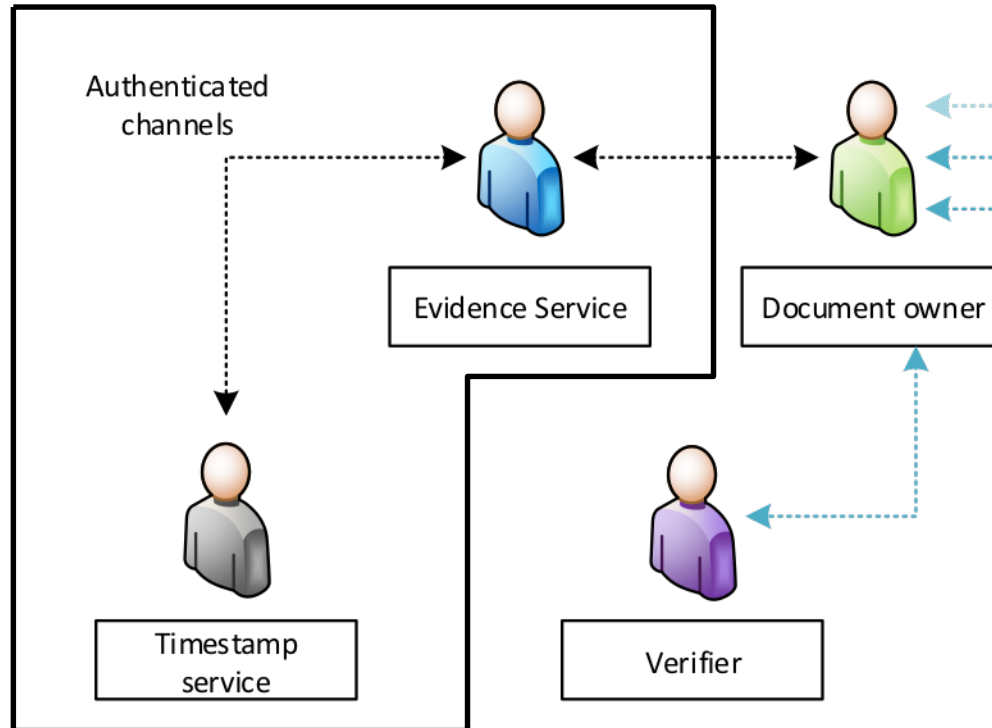 Authenticated
channels
Evidence Service
Document owner
Timestamp
service
Verifier